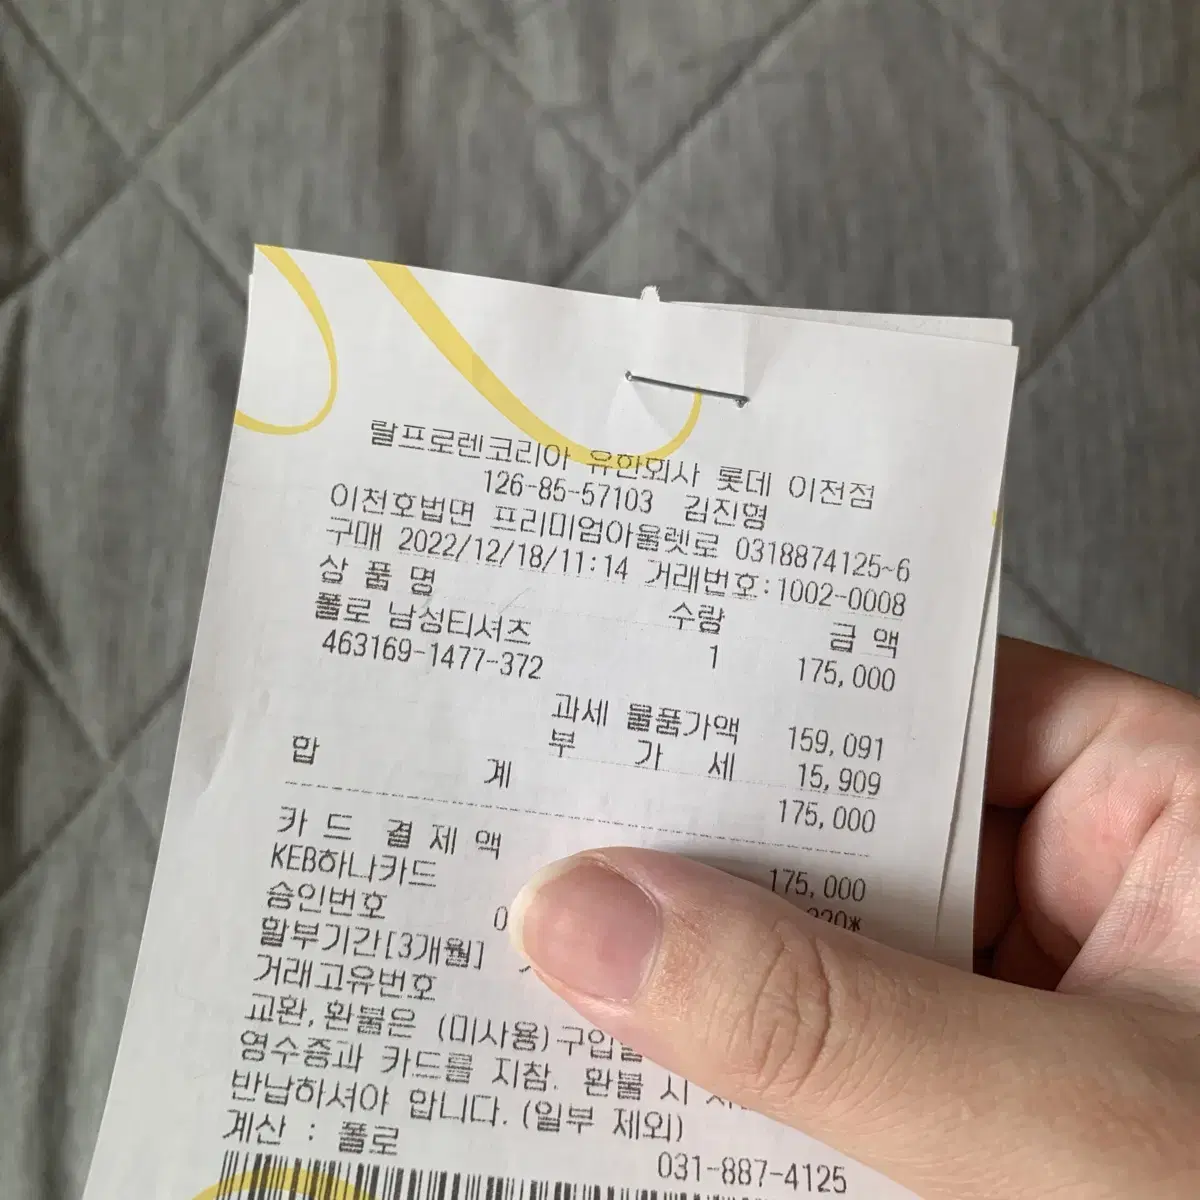 랄프로렌코리아 유한회사 롯데 이천점
126-85-57103 김진형
이천호법면 프리미엄아울렛로 0318874125~6
구매 2022/12/18/11:14 거래번호:1002-0008
상 품 명 수량 금 액
폴로 남성티셔츠 1 175,000
463169-1477-372
과세 물품가액 159,091
부 가 세 15,909
합 계 175,000
카 드 결 제 액 175,000
KEB하나카드
승인번호
할부기간[3개월]
거래고유번호
교환,환불은 (미사용)
영수증과 카드를 지참. 환불 시
반납하셔야 합니다.(일부 제외)
계산 : 폴로 031-887-4125